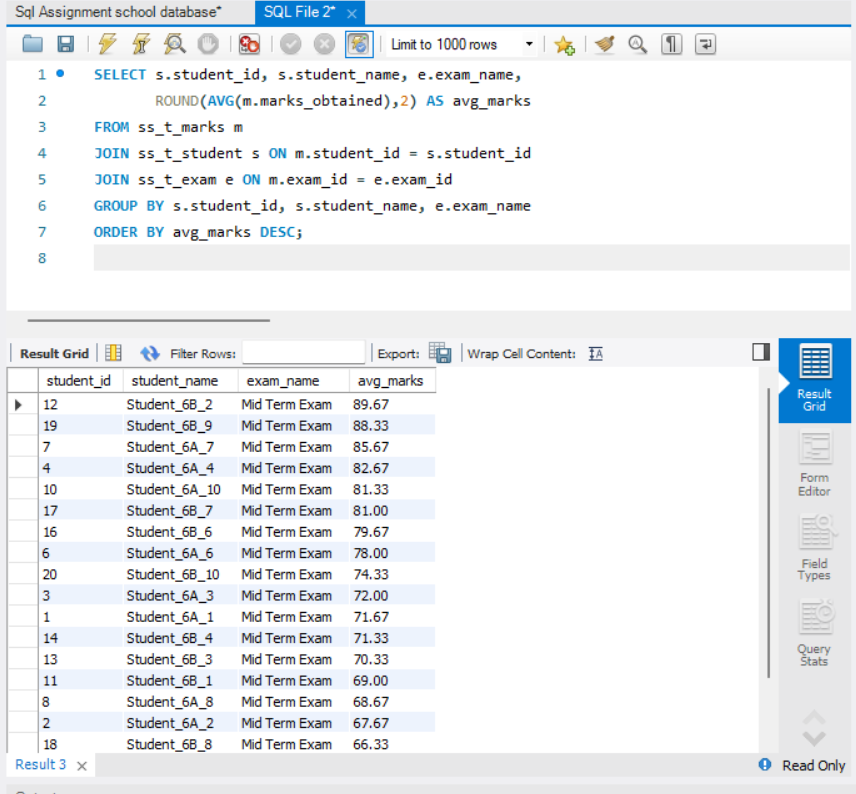 Sql Assignment school database* SQL File 2* ×
Limit to 1000 rows
1 SELECT s.student_id, s.student_name, e.exam_name,
2 ROUND(AVG(m.marks_obtained),2) AS avg_marks
3 FROM ss_t_marks m
4 JOIN ss_t_student s ON m.student_id = s.student_id
5 JOIN ss_t_exam e ON m.exam_id = e.exam_id
6 GROUP BY s.student_id, s.student_name, e.exam_name
7 ORDER BY avg_marks DESC;
8
Result Grid Filter Rows: Export: Wrap Cell Content: IA
student_id student_name exam_name avg_marks
12 Student_6B_2 Mid Term Exam 89.67
19 Student_6B_9 Mid Term Exam 88.33
7 Student_6A_7 Mid Term Exam 85.67
4 Student_6A_4 Mid Term Exam 82.67
10 Student_6A_10 Mid Term Exam 81.33
17 Student_6B_7 Mid Term Exam 81.00
16 Student_6B_6 Mid Term Exam 79.67
6 Student_6A_6 Mid Term Exam 78.00
20 Student_6B_10 Mid Term Exam 74.33
3 Student_6A_3 Mid Term Exam 72.00
1 Student_6A_1 Mid Term Exam 71.67
14 Student_6B_4 Mid Term Exam 71.33
13 Student_6B_3 Mid Term Exam 70.33
11 Student_6B_1 Mid Term Exam 69.00
8 Student_6A_8 Mid Term Exam 68.67
2 Student_6A_2 Mid Term Exam 67.67
18 Student_6B_8 Mid Term Exam 66.33
Result
Grid
Form
Editor
Field
Types
Query
Stats
Result 3 × Read Only